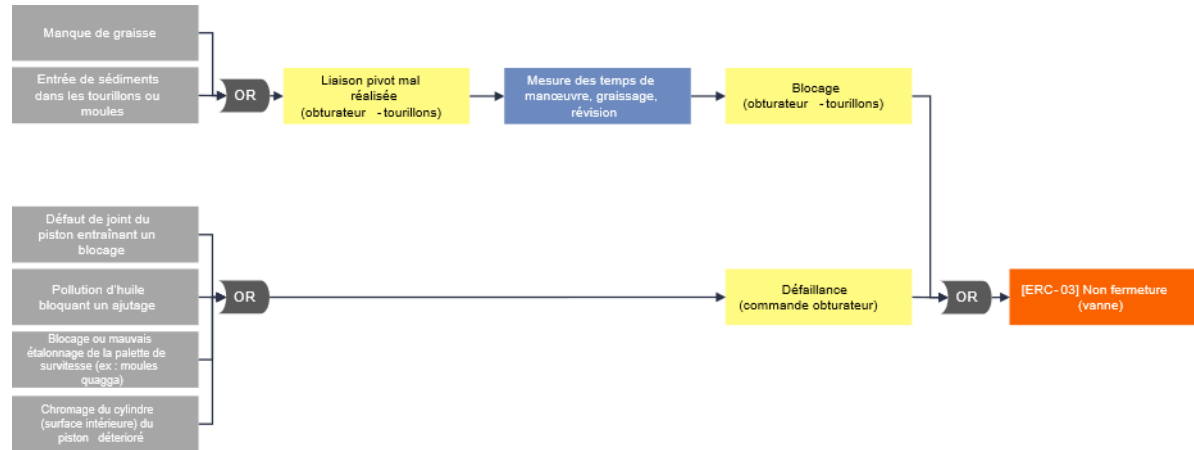 Manque de graisse
Entrée de sédiments
dans les tourillons ou
moules
OR
Liaison pivot mal
réalisée
(obturateur - tourillons)
Mesure des temps de
manœuvre, graissage,
révision
Blocage
(obturateur - tourillons)
Défaut de joint du
piston entraînant un
blocage
Pollution d'huile
bloquant un ajutage
Blocage ou mauvais
étalonnage de la palette de
survitesse (ex : moules
quagga)
Chromage du cylindre
(surface intérieure) du
piston déterioré
OR
Défaillance
(commande obturateur)
OR
[ERC-03] Non fermeture
(vanne)